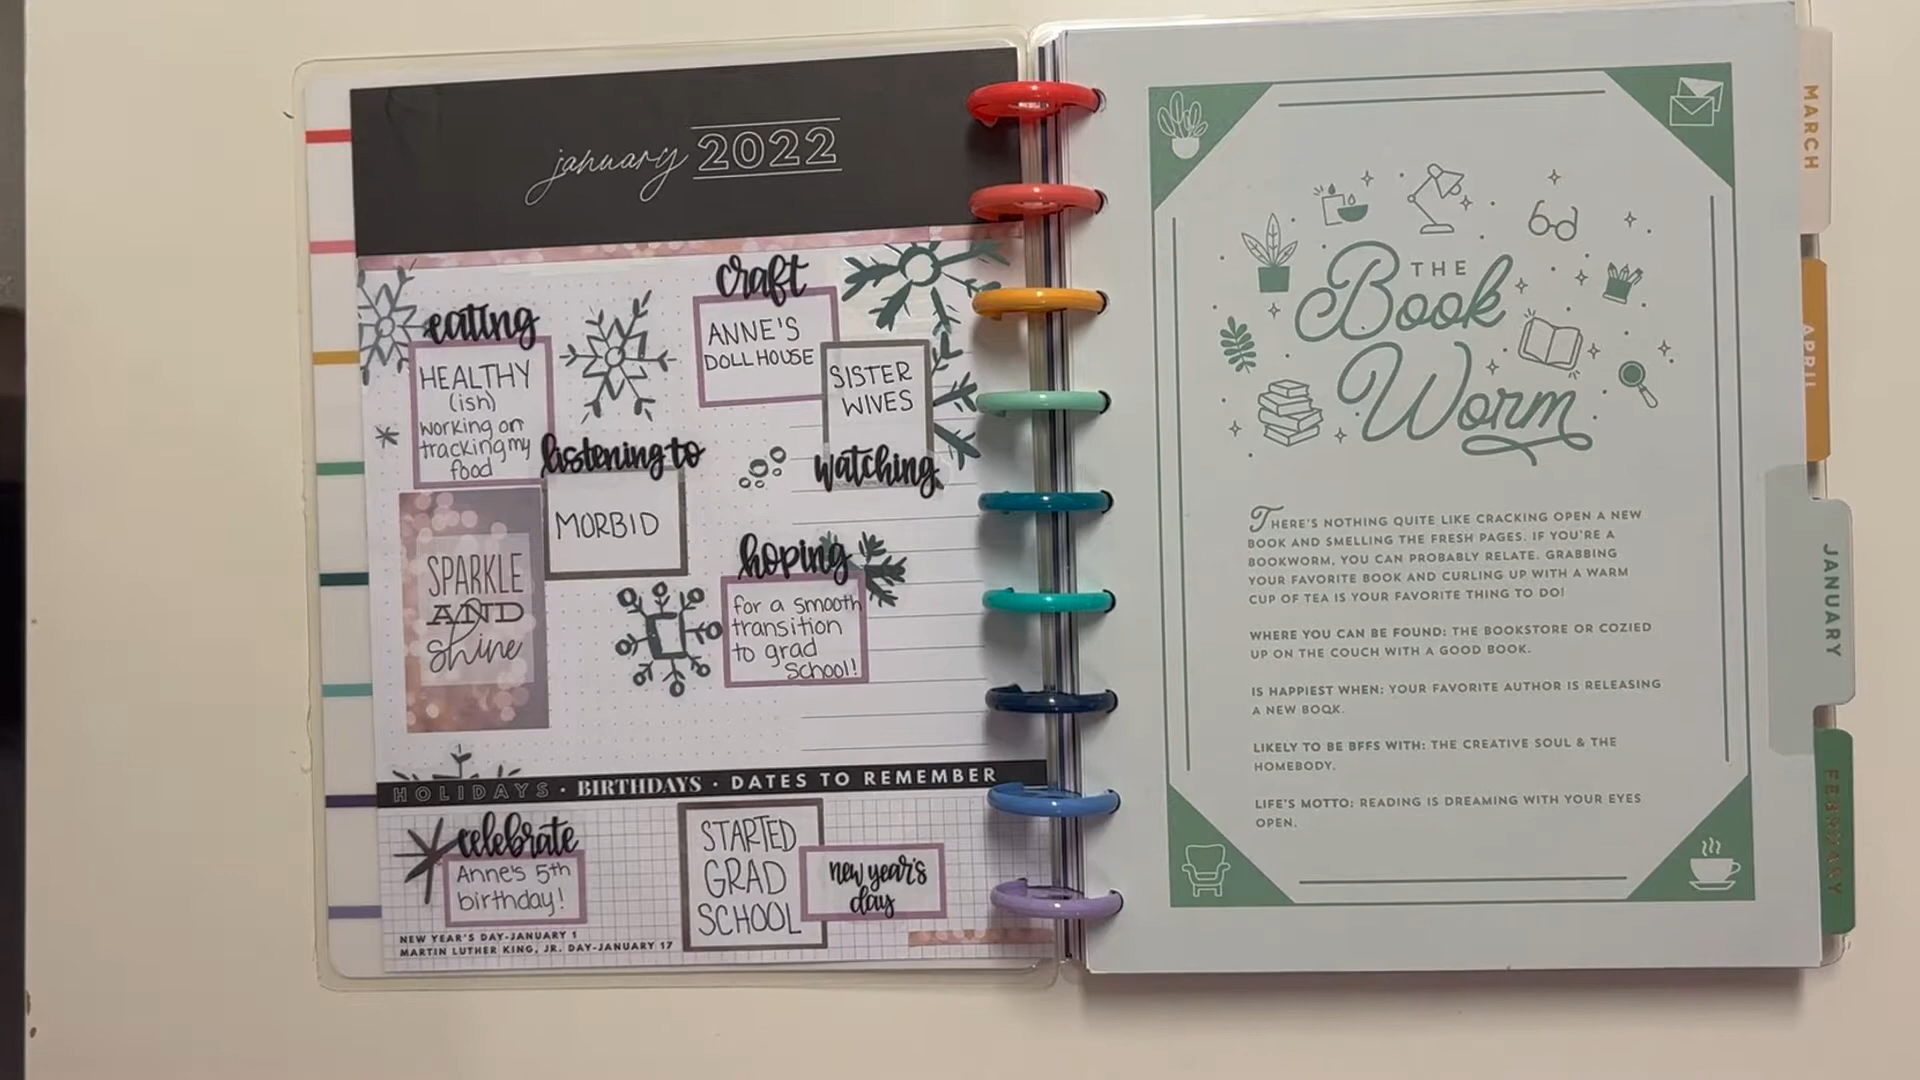 january 2022
eating
HEALTHY
(ish)
working on
tracking my
food
craft
ANNE'S
DOLLHOUSE
SISTER
WIVES
watching
listening to
MORBID
SPARKLE
AND
shine
hoping
for a smooth
transition
to grad
school!
HOLIDAYS · BIRTHDAYS · DATES TO REMEMBER
celebrate
Anne's 5th
birthday!
STARTED
GRAD
SCHOOL
new year's
day
NEW YEAR'S DAY-JANUARY 1
MARTIN LUTHER KING, JR. DAY-JANUARY 17
THE
Book
Worm
THERE'S NOTHING QUITE LIKE CRACKING OPEN A NEW
BOOK AND SMELLING THE FRESH PAGES. IF YOU'RE A
BOOKWORM, YOU CAN PROBABLY RELATE. GRABBING
YOUR FAVORITE BOOK AND CURLING UP WITH A WARM
CUP OF TEA IS YOUR FAVORITE THING TO DO!
WHERE YOU CAN BE FOUND: THE BOOKSTORE OR COZIED
UP ON THE COUCH WITH A GOOD BOOK.
IS HAPPIEST WHEN: YOUR FAVORITE AUTHOR IS RELEASING
A NEW BOOK.
LIKELY TO BE BFFS WITH: THE CREATIVE SOUL & THE
HOMEBODY.
LIFE'S MOTTO: READING IS DREAMING WITH YOUR EYES
OPEN.
MARCH
APRIL
JANUARY
FEBRUARY